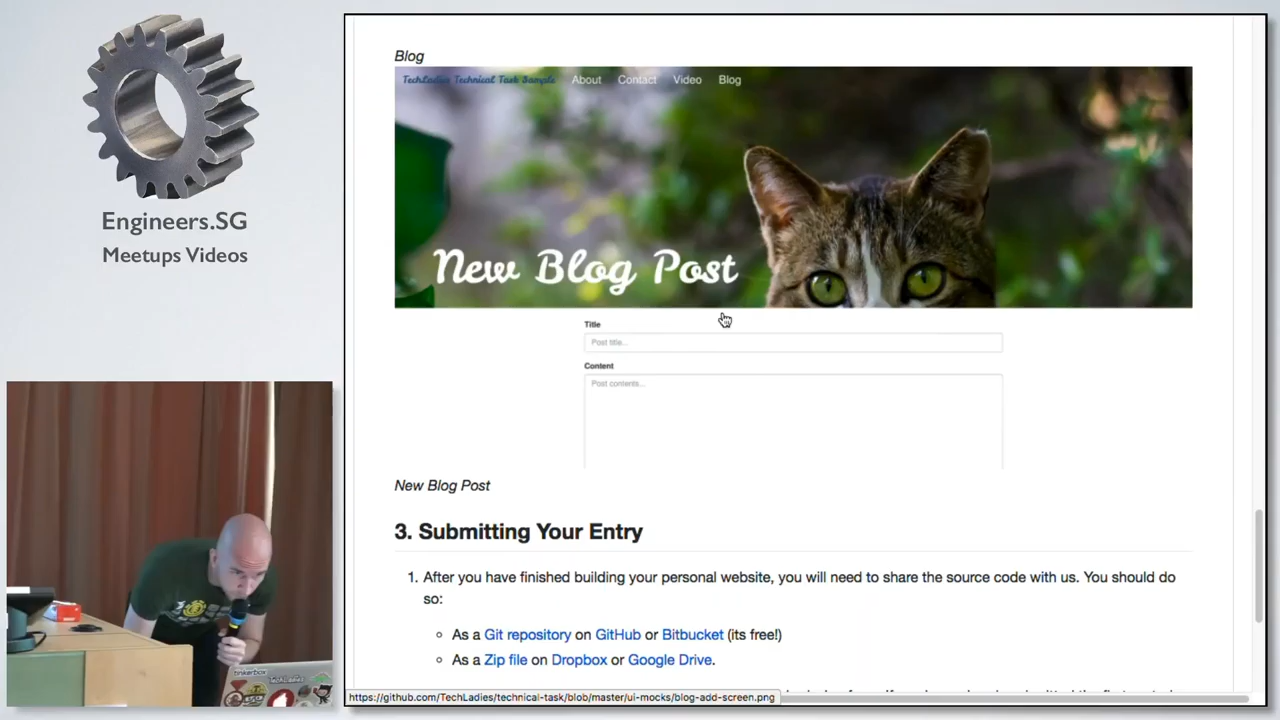 Engineers.SG
Meetups Videos
Blog
TechLadies Technical Task Sample About Contact Video Blog
New Blog Post
Title
Post title...
Content
Post contents...
New Blog Post
3. Submitting Your Entry
1. After you have finished building your personal website, you will need to share the source code with us. You should do
so:
As a Git repository on GitHub or Bitbucket (its free!)
As a Zip file on Dropbox or Google Drive.
https://github.com/TechLadies/technical-task/blob/master/ui-mocks/blog-add-screen.png
tinkerbox
TechLadies